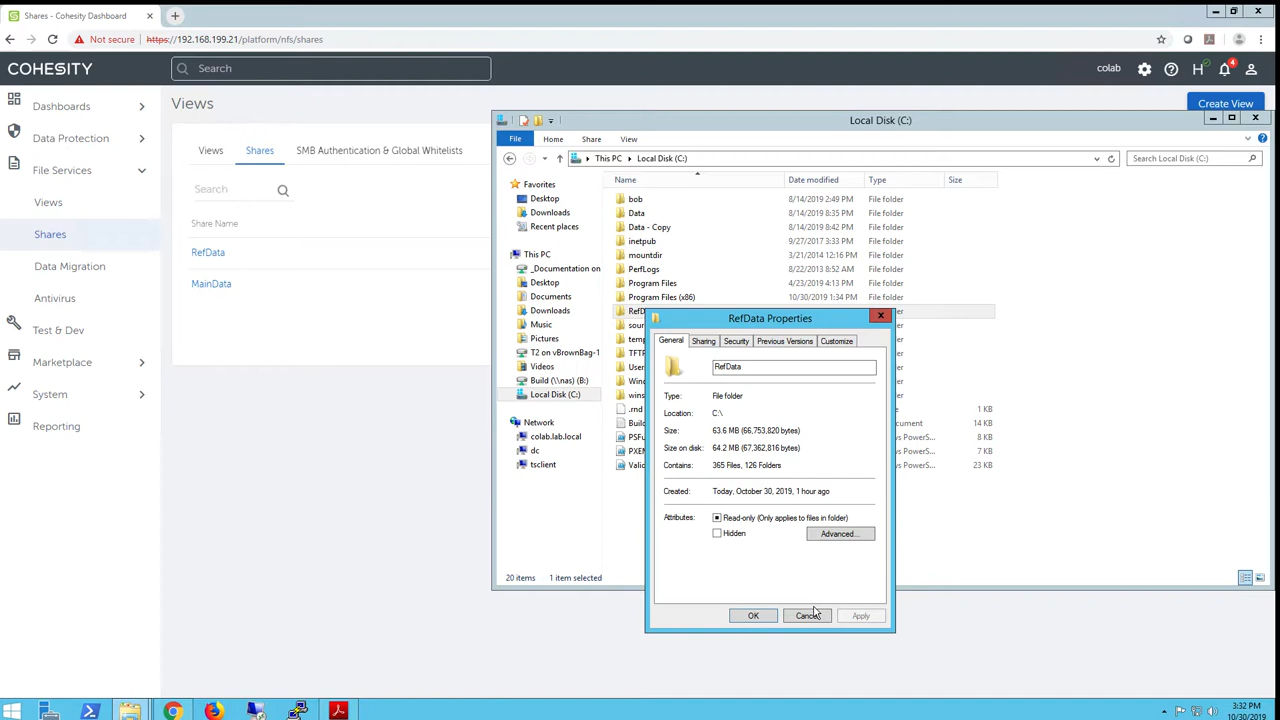 Shares - Cohesity Dashboard
Not secure
https://192.168.199.21/platform/nfs/shares
COHESITY
Search
colab
4
Dashboards
Data Protection
File Services
Views
Shares
Data Migration
Antivirus
Test & Dev
Marketplace
System
Reporting
Views
Create View
Views
Shares
SMB Authentication & Global Whitelists
Search
Share Name
RefData
MainData
Local Disk (C:)
File
Home
Share
View
This PC
Local Disk (C:)
Search Local Disk (C:)
Favorites
Desktop
Downloads
Recent places
This PC
_Documentation on
Desktop
Documents
Downloads
Music
Pictures
T2 on vBrownBag-1
Videos
Build (\\nas) (B:)
Local Disk (C:)
Network
colab.lab.local
dc
tsclient
Name
Date modified
Type
Size
bob 8/14/2019 2:49 PM File folder
Data 8/14/2019 8:35 PM File folder
Data - Copy 8/14/2019 8:42 PM File folder
inetpub 9/27/2017 3:33 PM File folder
mountdir 3/21/2014 12:16 PM File folder
PerfLogs 8/22/2013 8:52 AM File folder
Program Files 4/23/2019 4:13 PM File folder
Program Files (x86) 10/30/2019 1:34 PM File folder
1 KB
14 KB
11 KB
7 KB
23 KB
20 items
1 item selected
RefData Properties
General
Sharing
Security
Previous Versions
Customize
RefData
Type: File folder
Location: C:\
Size: 63.6 MB (66,753,820 bytes)
Size on disk: 64.2 MB (67,362,816 bytes)
Contains: 365 Files, 126 Folders
Created: Today, October 30, 2019, 1 hour ago
Attributes:
Read-only (Only applies to files in folder)
Hidden
Advanced...
OK
Cancel
Apply
3:32 PM
10/30/2019